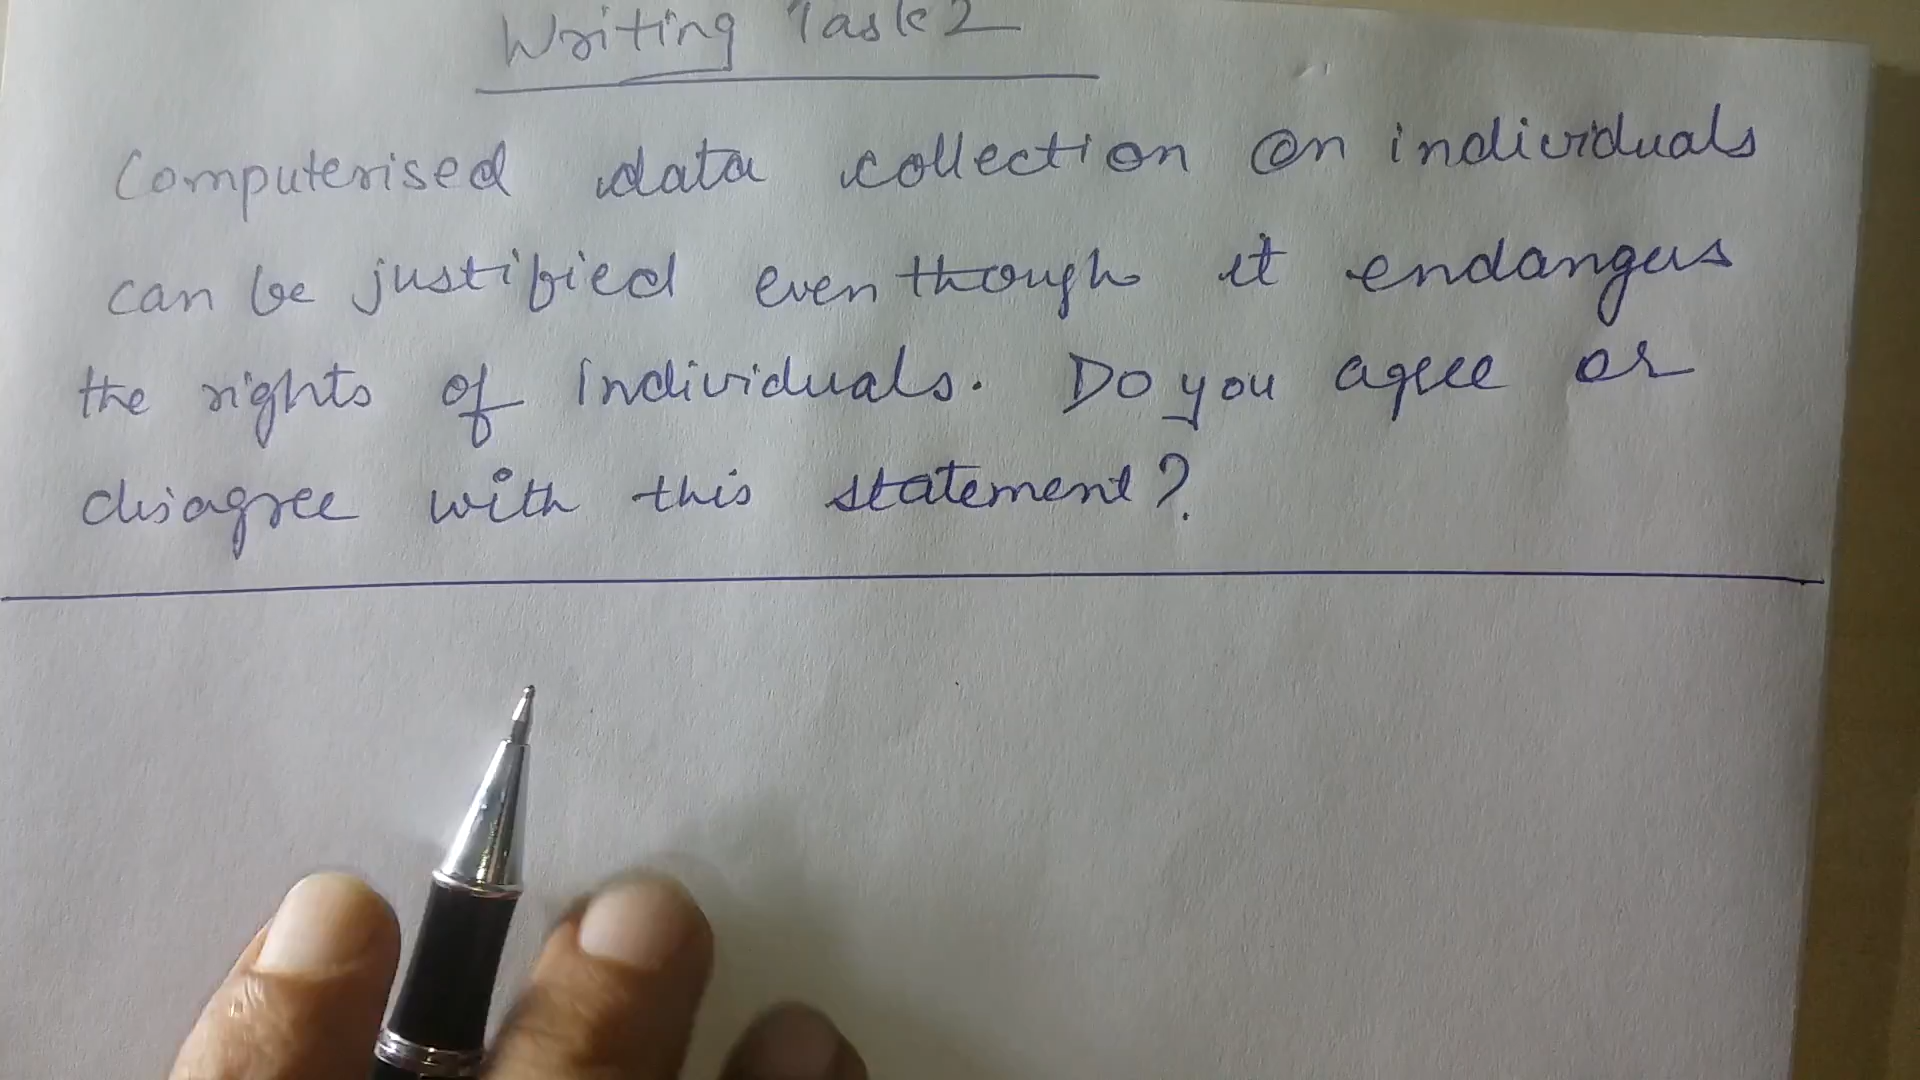 Writing Task 2
Computerised data collection on individuals
can be justified even though it endangers
the rights of individuals. Do you agree or
disagree with this statement?